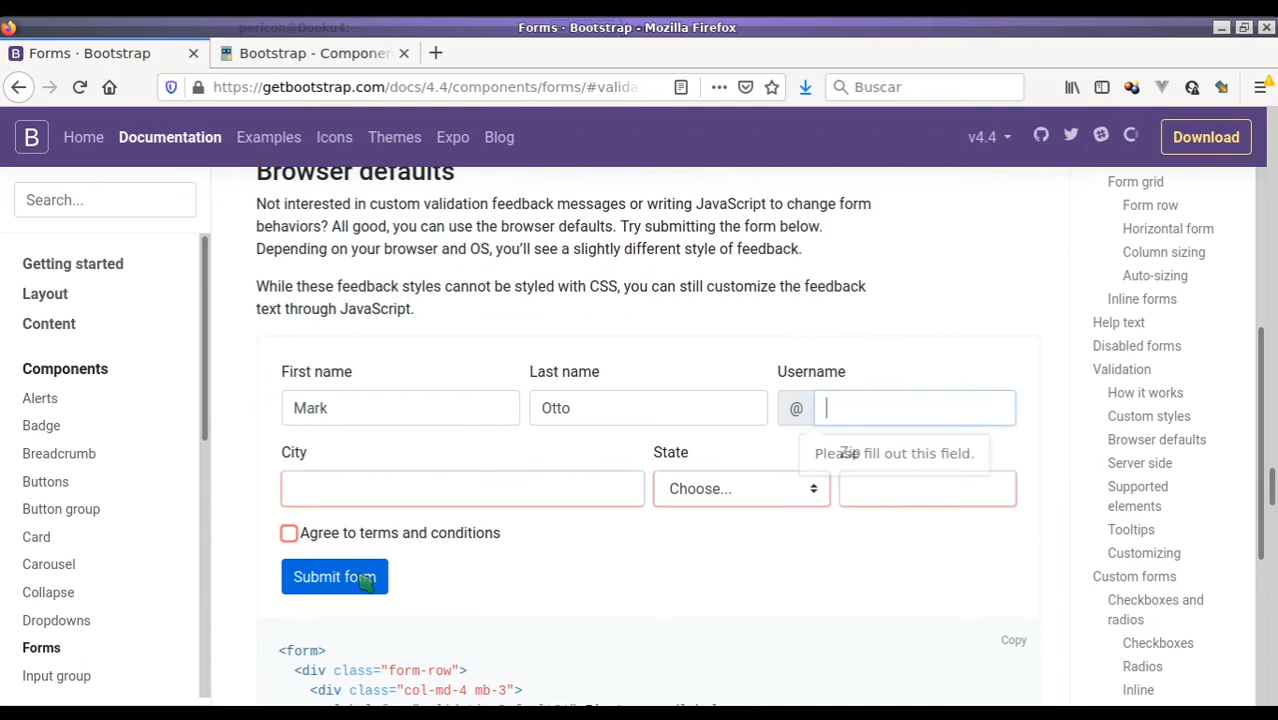 pericon@Dooku4:~
Forms · Bootstrap - Mozilla Firefox
Forms · Bootstrap
Bootstrap - Componen
https://getbootstrap.com/docs/4.4/components/forms/#valida
Buscar
B Home Documentation Examples Icons Themes Expo Blog v4.4 Download
Search...
Getting started
Layout
Content
Components
Alerts
Badge
Breadcrumb
Buttons
Button group
Card
Carousel
Collapse
Dropdowns
Forms
Input group
Browser defaults
Not interested in custom validation feedback messages or writing JavaScript to change form
behaviors? All good, you can use the browser defaults. Try submitting the form below.
Depending on your browser and OS, you'll see a slightly different style of feedback.
While these feedback styles cannot be styled with CSS, you can still customize the feedback
text through JavaScript.
First name Last name Username
Mark Otto @
City State Zip
Please fill out this field.
Choose...
Agree to terms and conditions
Submit form
Copy
<form>
<div class="form-row">
<div class="col-md-4 mb-3">
Form grid
Form row
Horizontal form
Column sizing
Auto-sizing
Inline forms
Help text
Disabled forms
Validation
How it works
Custom styles
Browser defaults
Server side
Supported
elements
Tooltips
Customizing
Custom forms
Checkboxes and
radios
Checkboxes
Radios
Inline